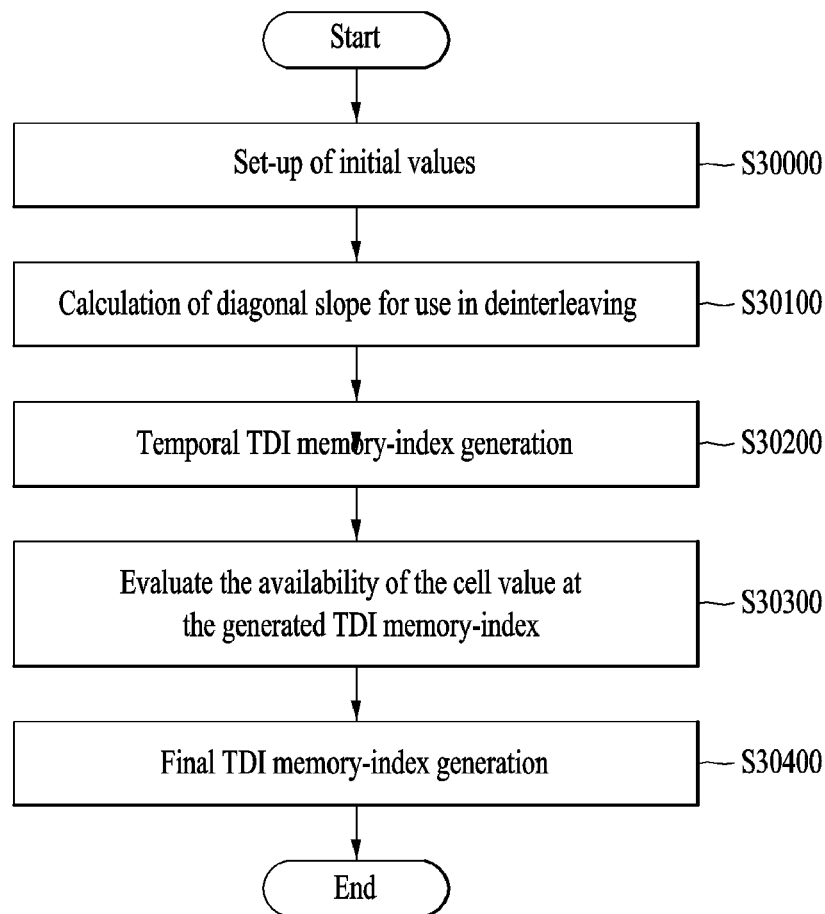 Start
Set-up of initial values
S30000
Calculation of diagonal slope for use in deinterleaving
S30100
Temporal TDI memory-index generation
S30200
Evaluate the availability of the cell value at
the generated TDI memory-index
S30300
Final TDI memory-index generation
S30400
End